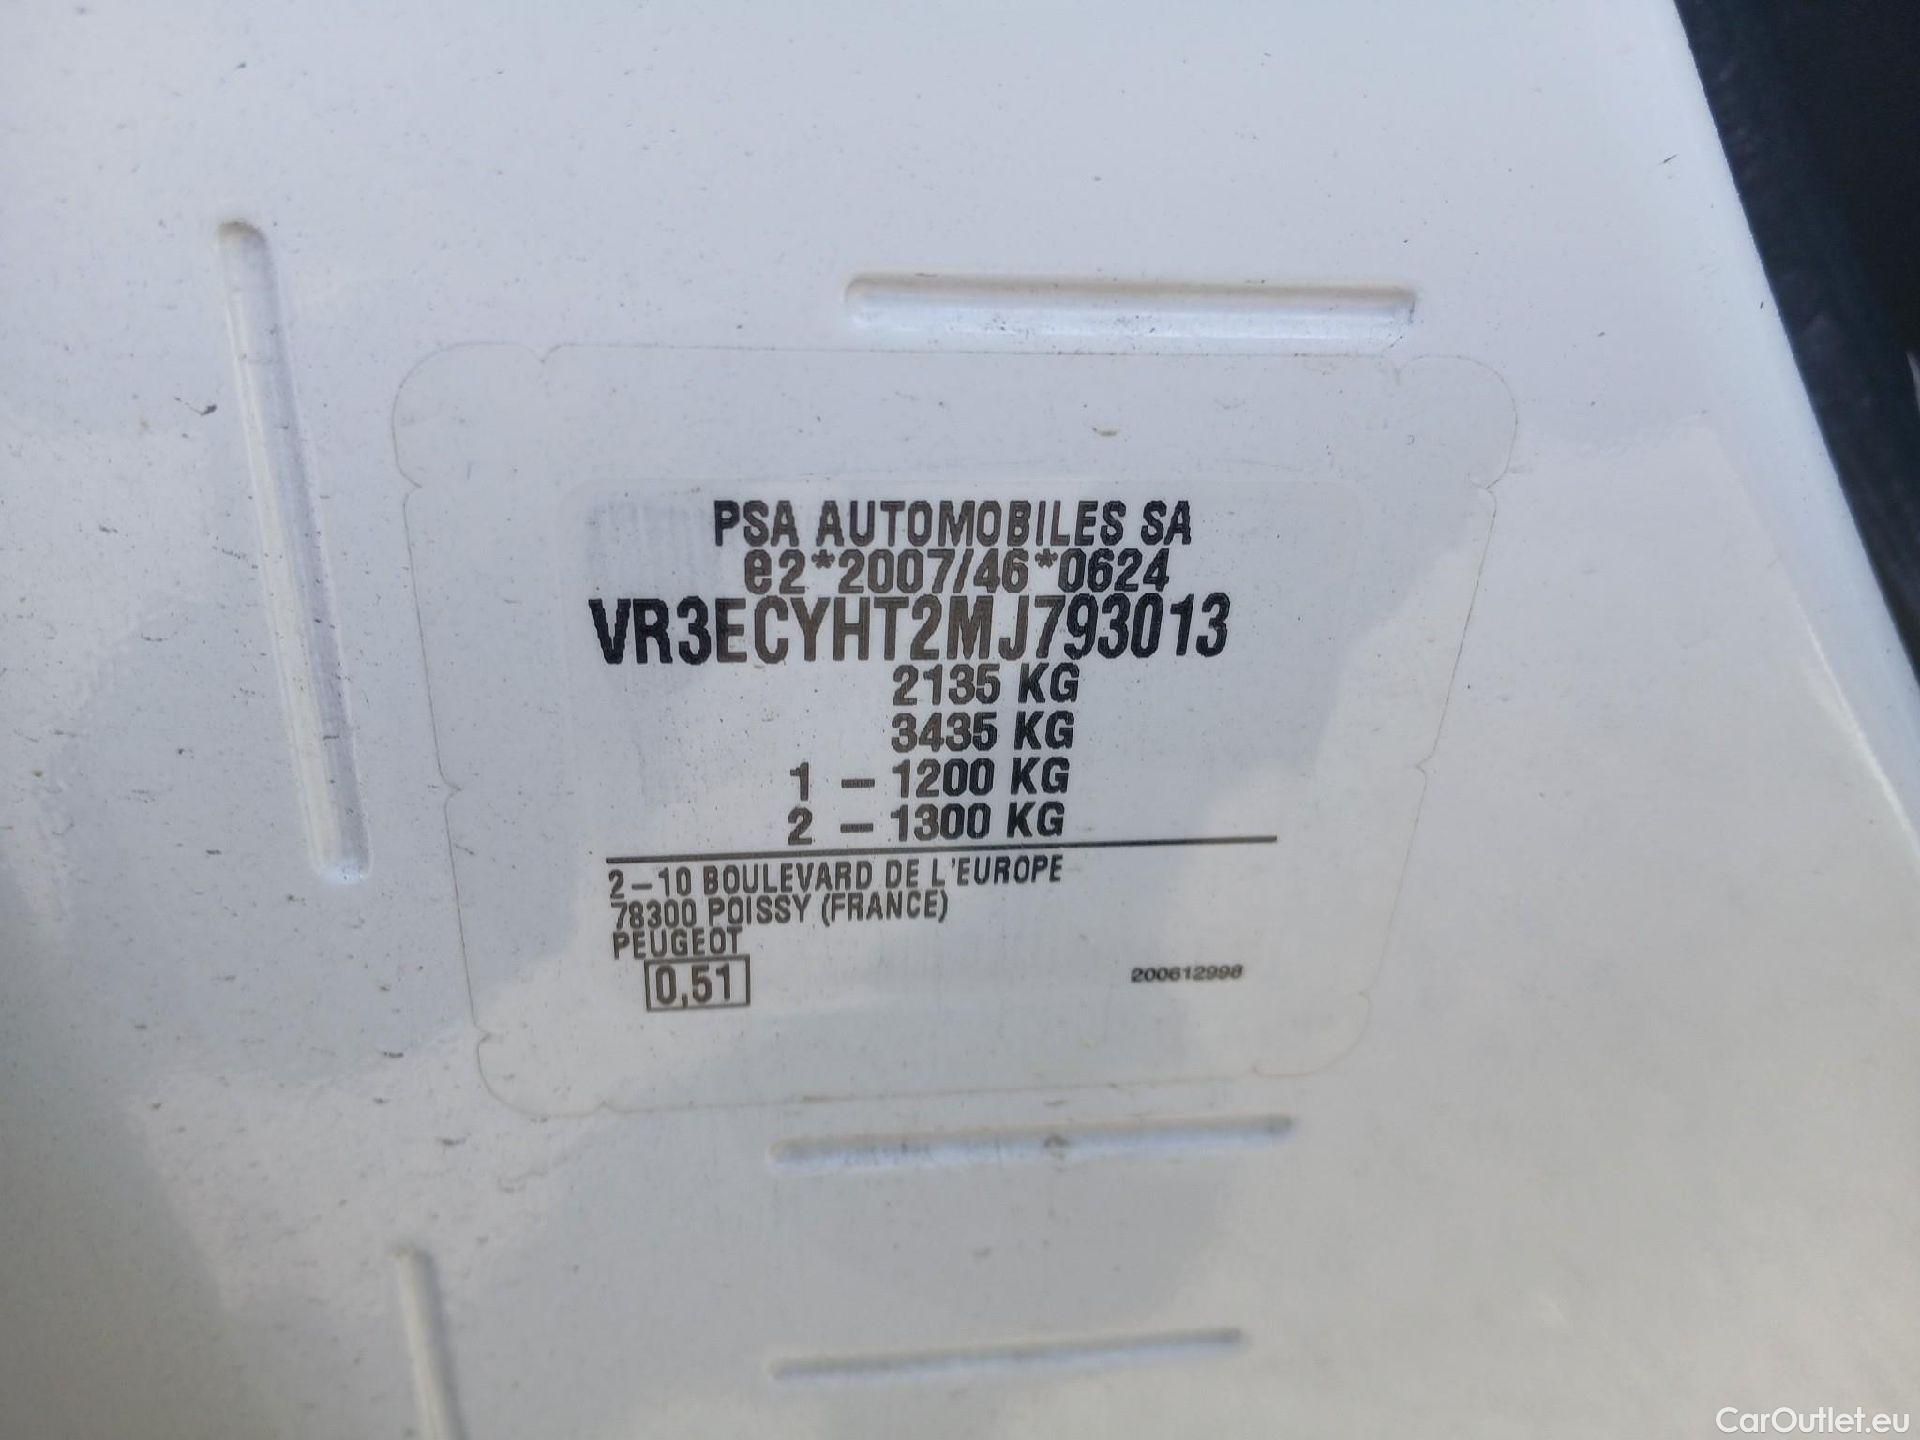 PSA AUTOMOBILES SA
e2*2007/46*0624
VR3ECYHT2MJ793013
2135 KG
3435 KG
1 – 1200 KG
2 – 1300 KG
2–10 BOULEVARD DE L'EUROPE
78300 POISSY (FRANCE)
PEUGEOT
0,51
200612998
CarOutlet.eu